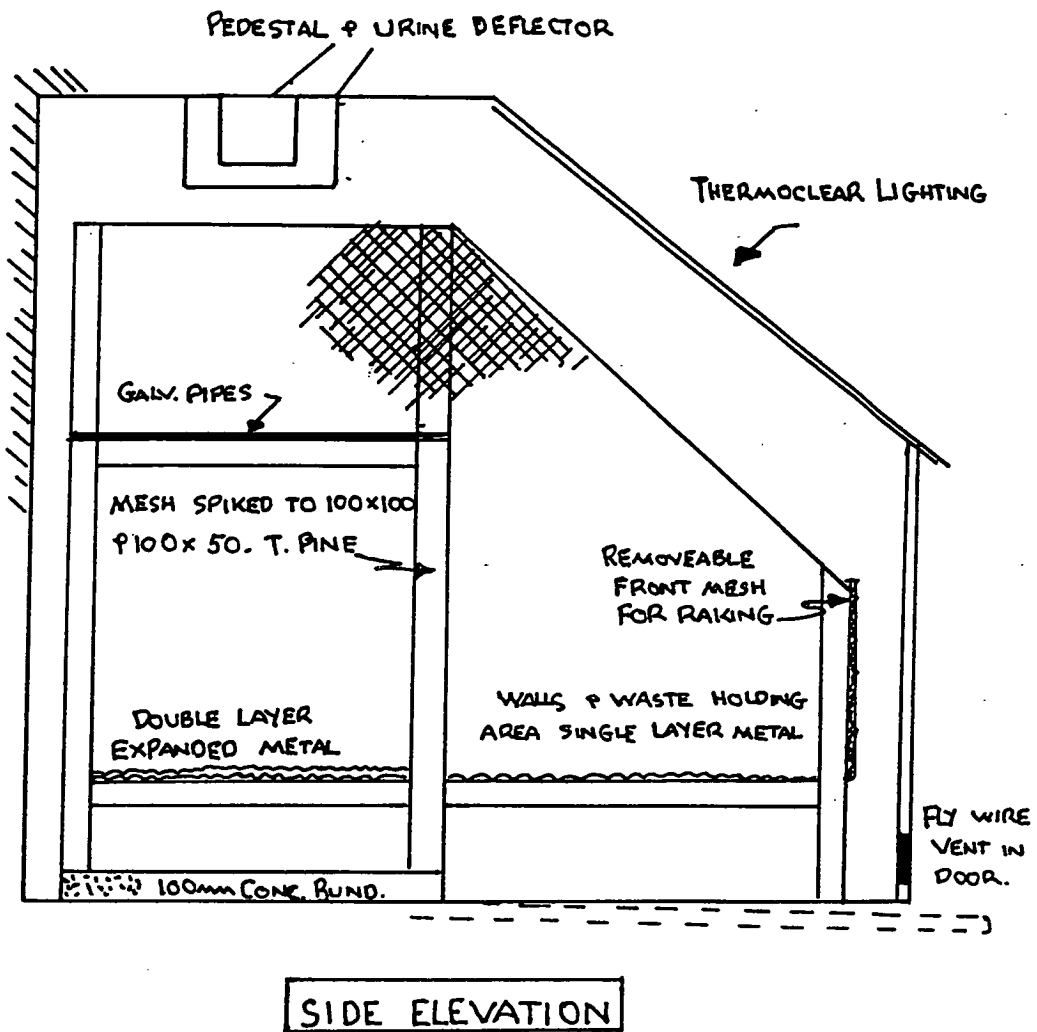 PEDESTAL & URINE DEFLECTOR
THERMOCLEAR LIGHTING
GALV. PIPES
MESH SPIKED TO 100x100
& 100 x 50. T. PINE
REMOVEABLE
FRONT MESH
FOR RAKING
DOUBLE LAYER
EXPANDED METAL
WALLS & WASTE HOLDING
AREA SINGLE LAYER METAL
FLY WIRE
VENT IN
DOOR.
100mm CONC. BUND.
SIDE ELEVATION